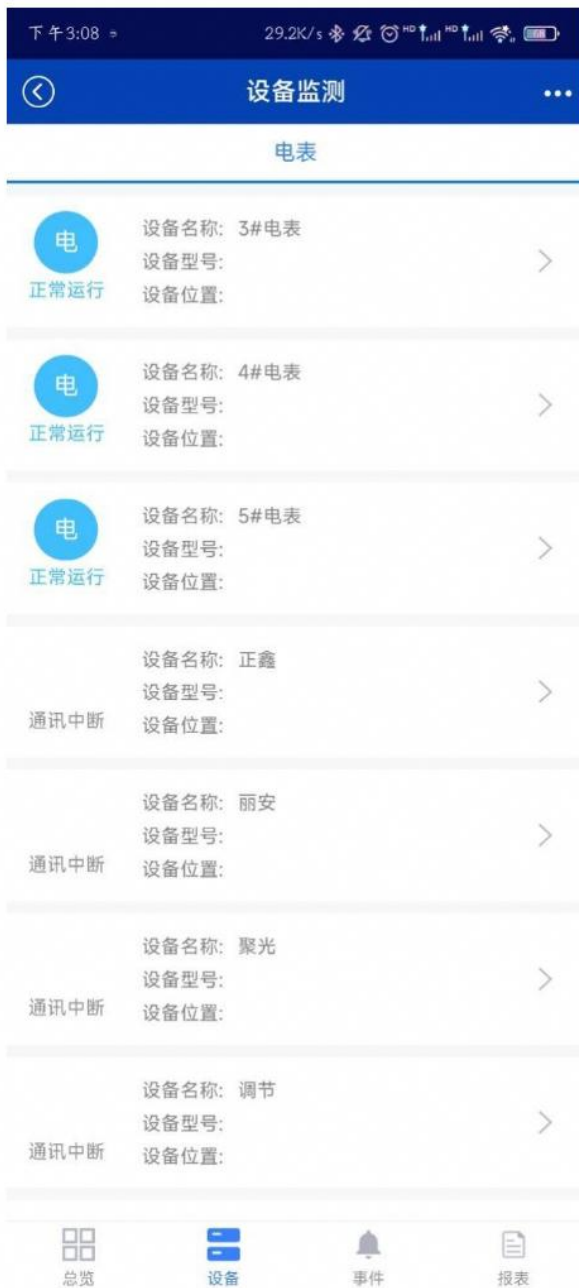 下午3:08
29.2K/s HD HD
设备监测
电表
电
正常运行
设备名称: 3#电表
设备型号:
设备位置:
电
正常运行
设备名称: 4#电表
设备型号:
设备位置:
电
正常运行
设备名称: 5#电表
设备型号:
设备位置:
通讯中断
设备名称: 正鑫
设备型号:
设备位置:
通讯中断
设备名称: 丽安
设备型号:
设备位置:
通讯中断
设备名称: 聚光
设备型号:
设备位置:
通讯中断
设备名称: 调节
设备型号:
设备位置:
总览
设备
事件
报表